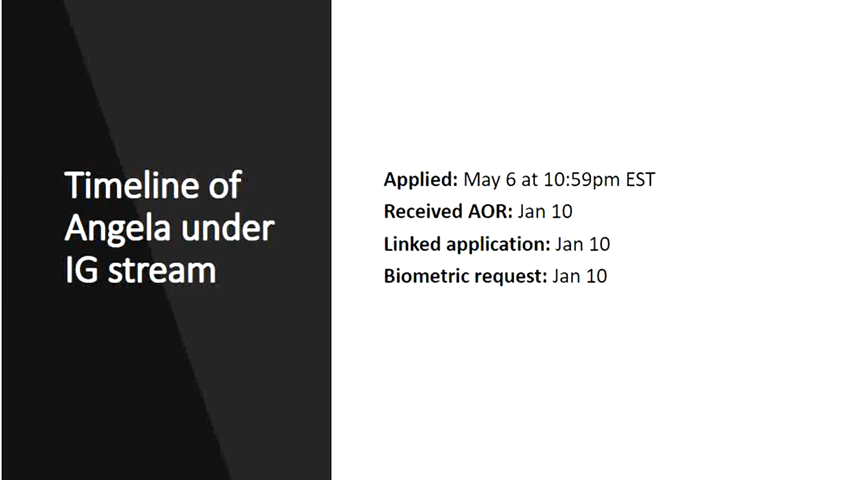 Timeline of
Angela under
IG stream
Applied: May 6 at 10:59pm EST
Received AOR: Jan 10
Linked application: Jan 10
Biometric request: Jan 10